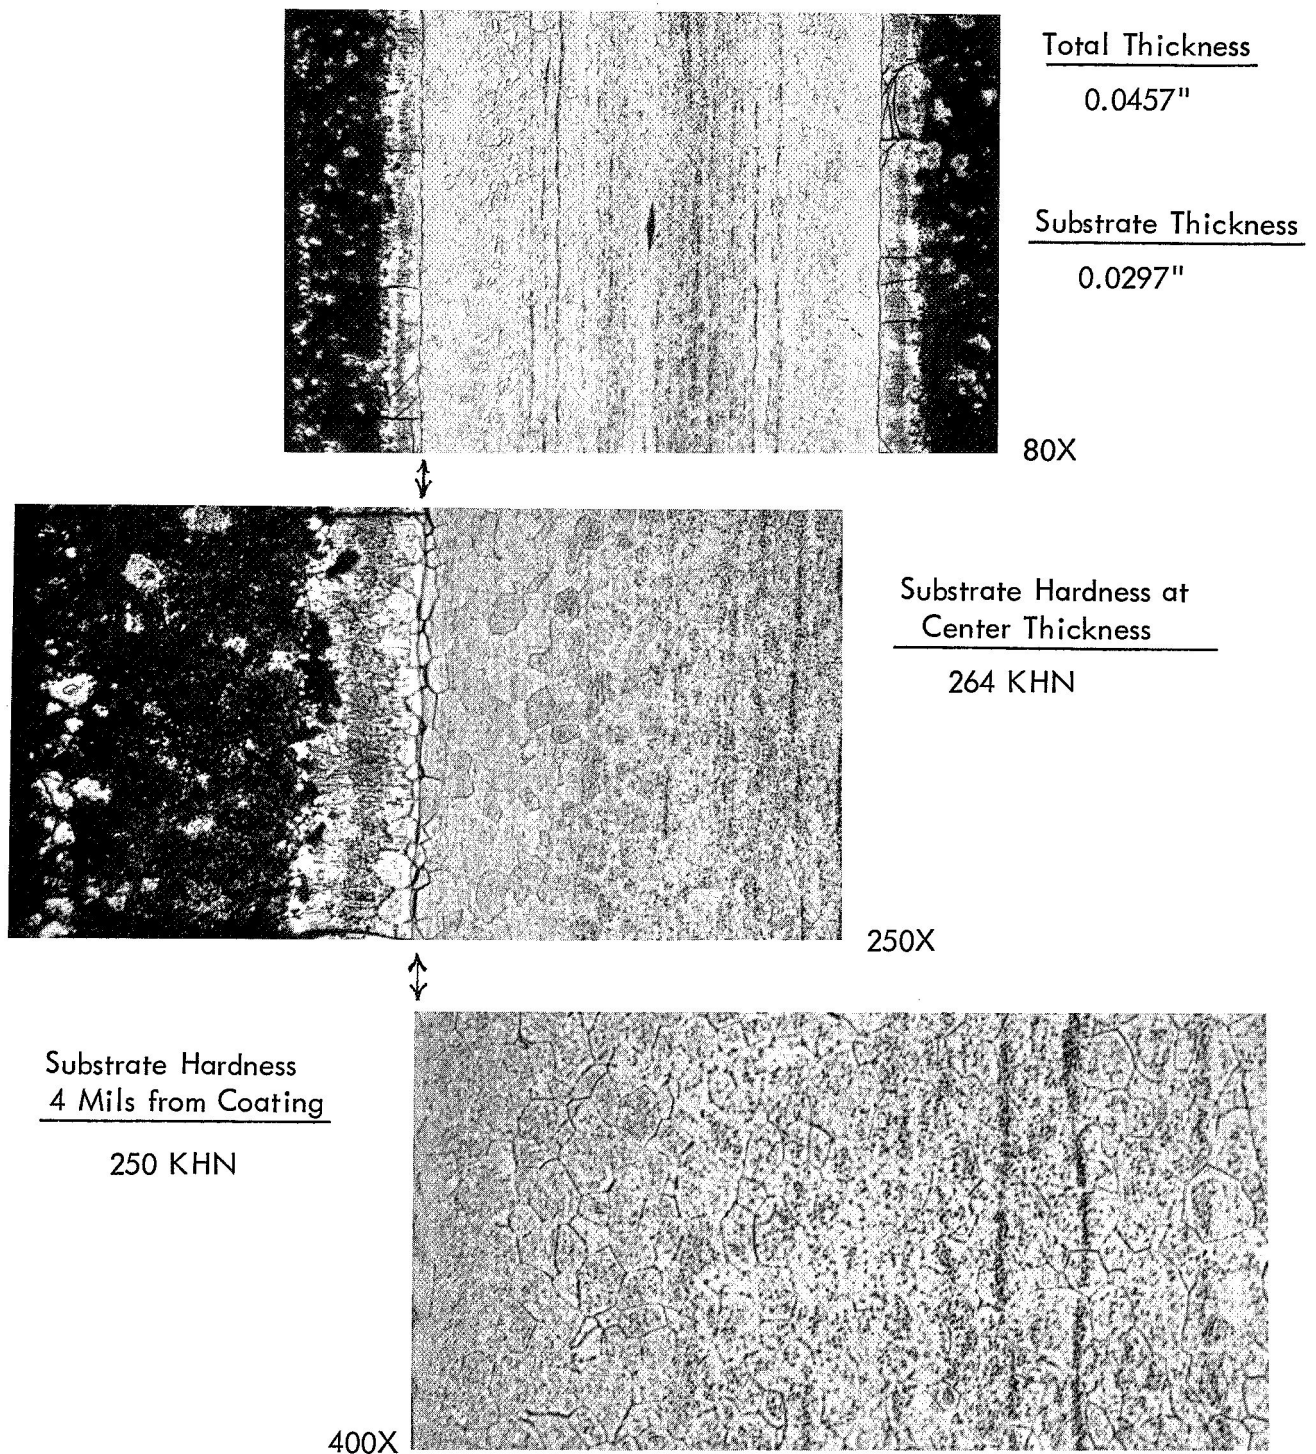 Total Thickness
0.0457"
Substrate Thickness
0.0297"
80X
Substrate Hardness at
Center Thickness
264 KHN
250X
Substrate Hardness
4 Mils from Coating
250 KHN
400X